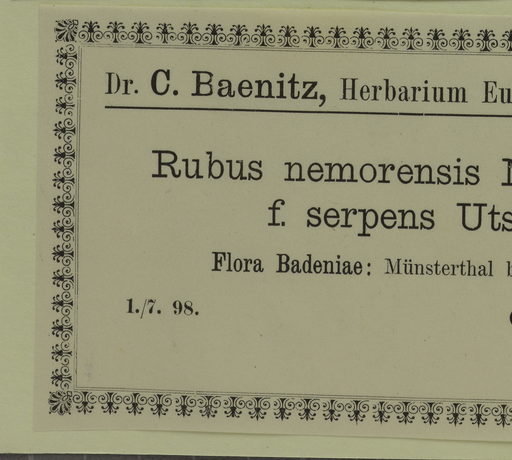 Dr. C. Baenitz, Herbarium Eu
Rubus nemorensis
f. serpens Uts
Flora Badeniae: Münsterthal b
1./7. 98.